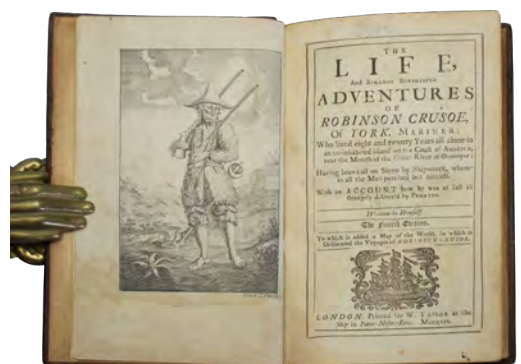 THE
LIFE,
And STRANGE SURPRIZING
ADVENTURES
OF
ROBINSON CRUSOE,
Of YORK, MARINER:
Who lived eight and twenty Years all alone in
an un-inhabited Island on the Coast of AMERICA,
near the Mouth of the Great River of Oroonoque;
Having been cast on Shore by Shipwreck, where-
in all the Men perished but himself.
With an ACCOUNT how he was at last as
strangely deliver'd by PYRATES.
Written by Himself.
The Fourth Edition.
To which is added a Map of the World, in which is
Delineated the Voyages of ROBINSON CRUSOE.
LONDON: Printed for W. TAYLOR at the
Ship in Pater-Noster-Row. MDCCXIX.